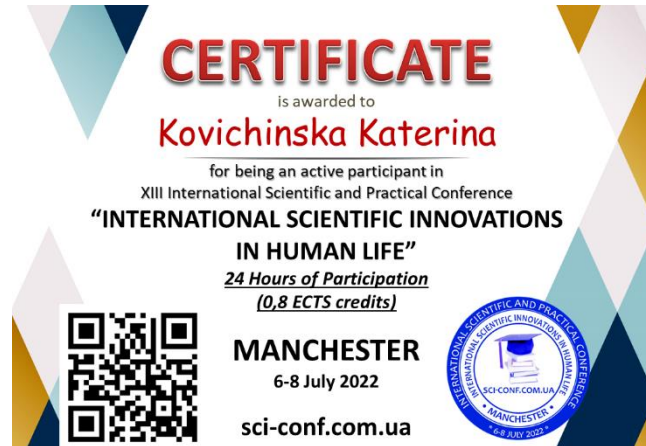 CERTIFICATE
is awarded to
Kovichinska Katerina
for being an active participant in
XIII International Scientific and Practical Conference
“INTERNATIONAL SCIENTIFIC INNOVATIONS
IN HUMAN LIFE”
24 Hours of Participation
(0,8 ECTS credits)
MANCHESTER
6-8 July 2022
sci-conf.com.ua
INTERNATIONAL SCIENTIFIC AND PRACTICAL CONFERENCE
INTERNATIONAL SCIENTIFIC INNOVATIONS IN HUMAN LIFE
SCI-CONF.COM.UA
• MANCHESTER •
* 6-8 JULY 2022 *